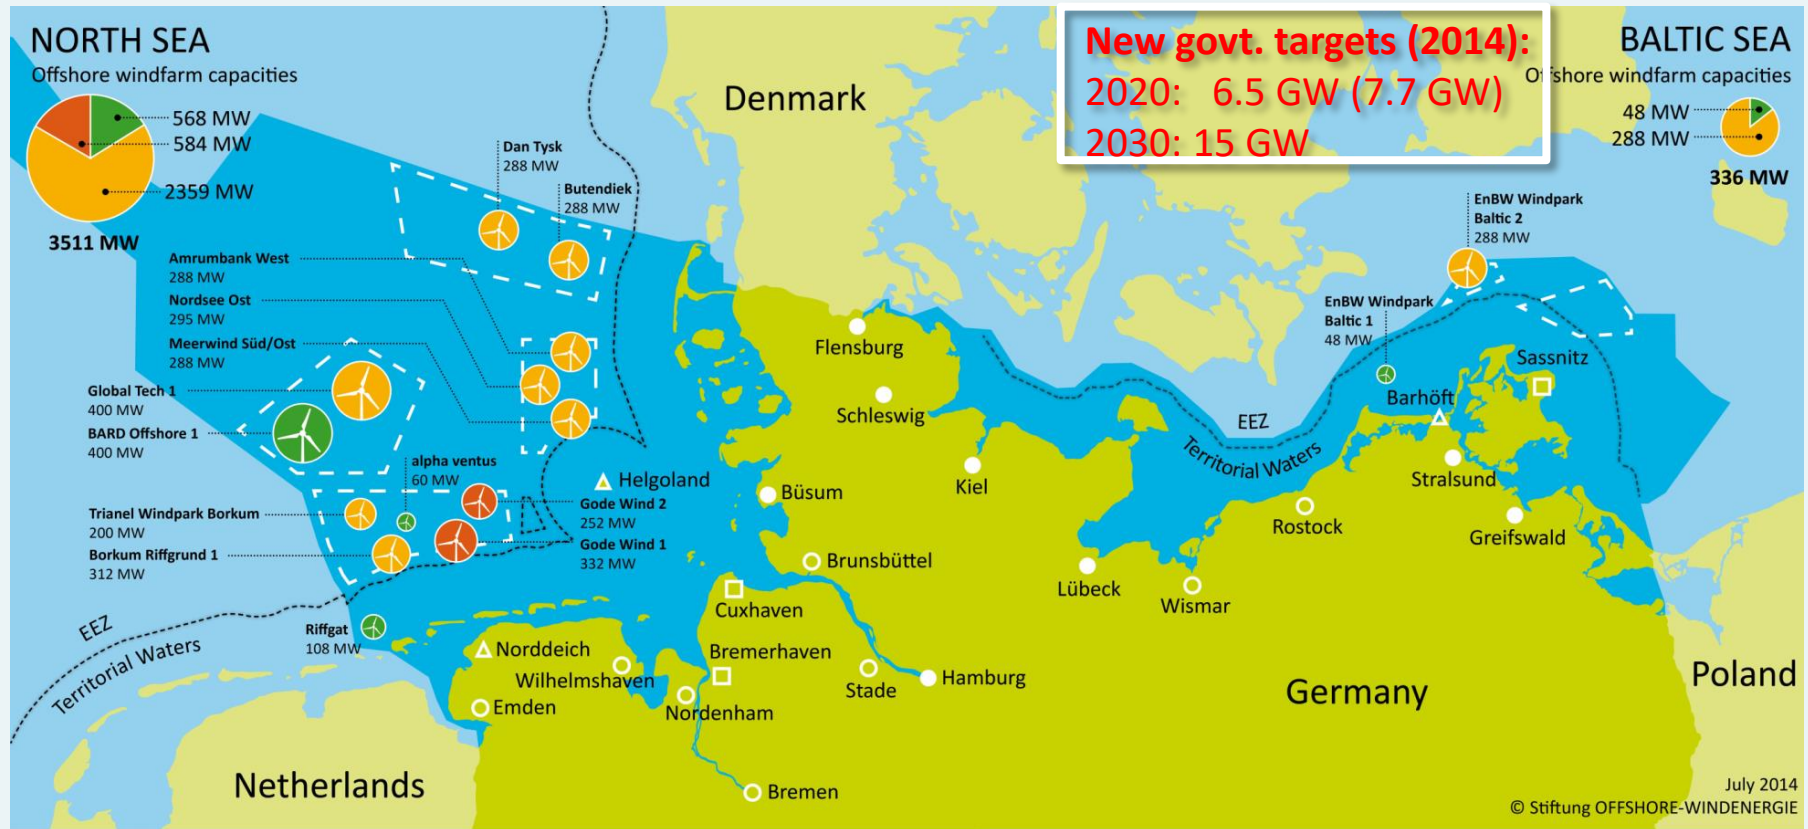 NORTH SEA
Offshore windfarm capacities
568 MW
584 MW
2359 MW
3511 MW
New govt. targets (2014):
2020: 6.5 GW (7.7 GW)
2030: 15 GW
BALTIC SEA
Offshore windfarm capacities
48 MW
288 MW
336 MW
Denmark
Dan Tysk
288 MW
Butendiek
288 MW
Amrumbank West
288 MW
Nordsee Ost
295 MW
Meerwind Süd/Ost
288 MW
Global Tech 1
400 MW
BARD Offshore 1
400 MW
alpha ventus
60 MW
Trianel Windpark Borkum
200 MW
Borkum Riffgrund 1
312 MW
Gode Wind 2
252 MW
Gode Wind 1
332 MW
Riffgat
108 MW
EnBW Windpark
Baltic 2
288 MW
EnBW Windpark
Baltic 1
48 MW
Flensburg
Schleswig
Helgoland
Büsum
Kiel
Brunsbüttel
Cuxhaven
Norddeich
Wilhelmshaven
Bremerhaven
Emden
Nordenham
Stade
Hamburg
Bremen
Lübeck
Wismar
Rostock
Sassnitz
Barhöft
Stralsund
Greifswald
EEZ
Territorial Waters
EEZ
Territorial Waters
Netherlands
Germany
Poland
July 2014
© Stiftung OFFSHORE-WINDENERGIE